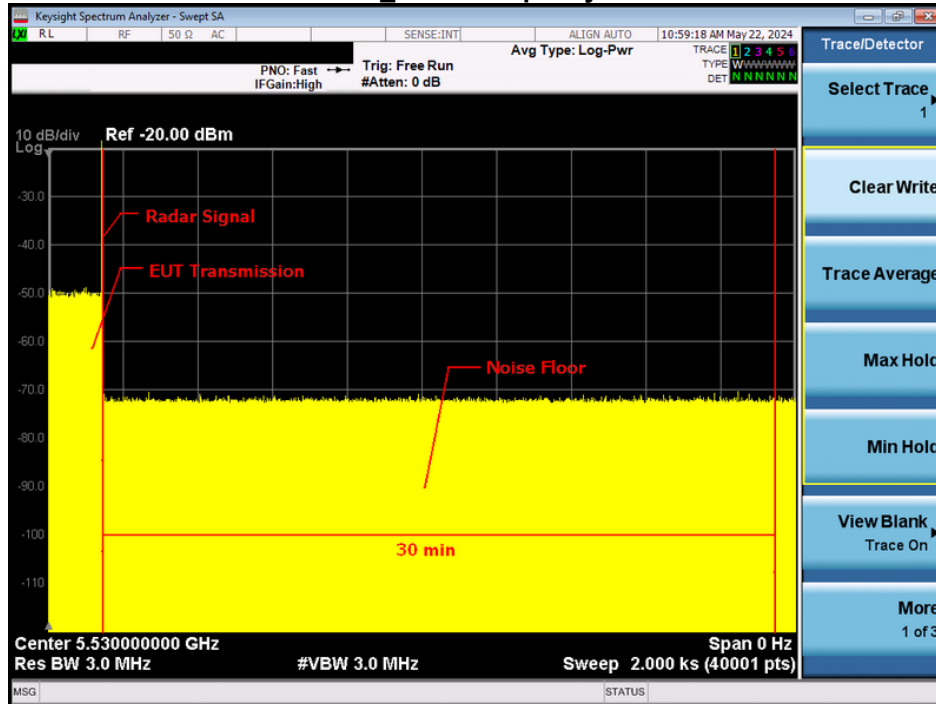 Keysight Spectrum Analyzer - Swept SA
LXI RL RF 50 Ω AC SENSE:INT ALIGN AUTO 10:59:18 AM May 22, 2024
Avg Type: Log-Pwr TRACE 1 2 3 4 5 6
PNO: Fast Trig: Free Run TYPE WWWWWW
IFGain:High #Atten: 0 dB DET N N N N N N
10 dB/div Ref -20.00 dBm
Log
-30.0
Radar Signal
-40.0
EUT Transmission
-50.0
-60.0
Noise Floor
-70.0
-80.0
-90.0
-100
30 min
-110
Center 5.530000000 GHz Span 0 Hz
Res BW 3.0 MHz #VBW 3.0 MHz Sweep 2.000 ks (40001 pts)
MSG STATUS
Trace/Detector
Select Trace
1
Clear Write
Trace Average
Max Hold
Min Hold
View Blank
Trace On
More
1 of 3